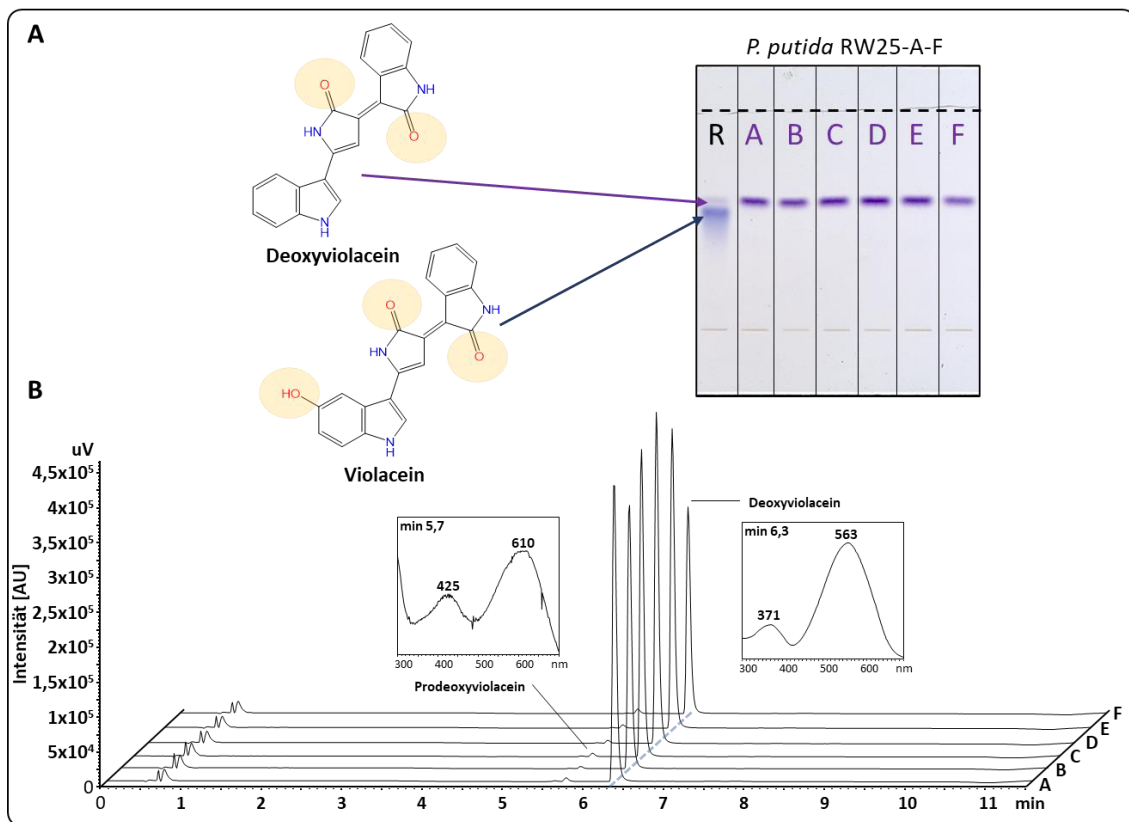 A
P. putida RW25-A-F
O
NH
O
HN
N
H
Deoxyviolacein
R A B C D E F
O
NH
O
HN
HO
N
H
Violacein
B
uV
Intensität [AU]
4,5x10⁵
4x10⁵
3,5x10⁵
3x10⁵
2,5x10⁵
2x10⁵
1,5x10⁵
1x10⁵
5x10⁴
0
min 5,7
610
425
300 400 500 600 nm
Prodeoxyviolacein
Deoxyviolacein
min 6,3
563
371
300 400 500 600 nm
F
E
D
C
B
A
0 1 2 3 4 5 6 7 8 9 10 11 min